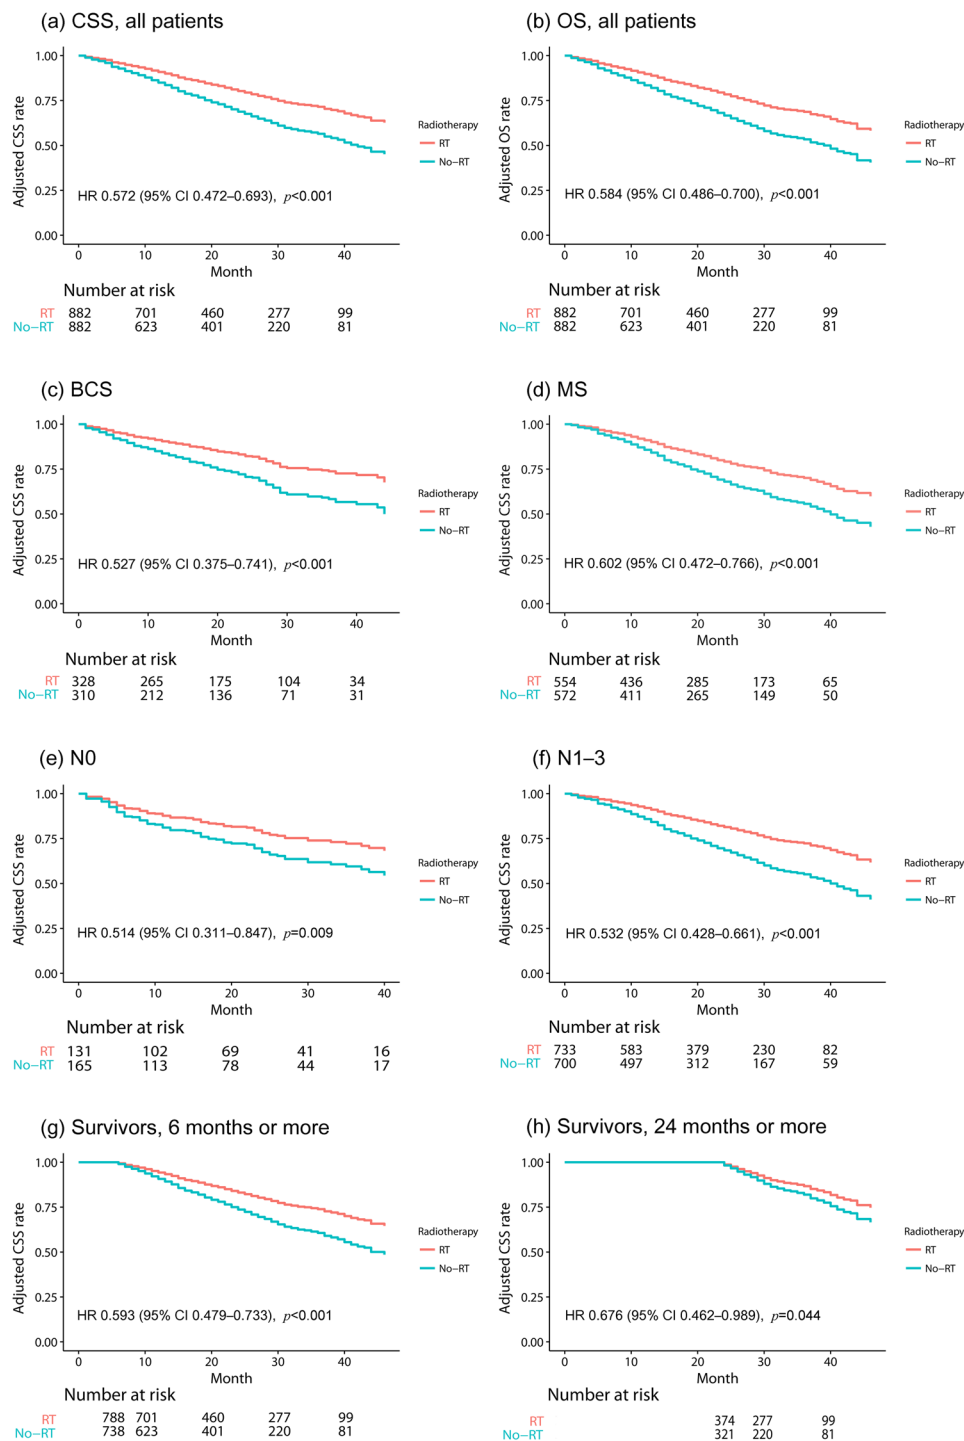 (a) CSS, all patients
Adjusted CSS rate
1.00
0.75
0.50
0.25
0.00
HR 0.572 (95% CI 0.472–0.693), p<0.001
0 10 20 30 40
Month
Radiotherapy
RT
No–RT
Number at risk
RT 882 701 460 277 99
No–RT 882 623 401 220 81
(b) OS, all patients
Adjusted OS rate
1.00
0.75
0.50
0.25
0.00
HR 0.584 (95% CI 0.486–0.700), p<0.001
0 10 20 30 40
Month
Radiotherapy
RT
No–RT
Number at risk
RT 882 701 460 277 99
No–RT 882 623 401 220 81
(c) BCS
Adjusted CSS rate
1.00
0.75
0.50
0.25
0.00
HR 0.527 (95% CI 0.375–0.741), p<0.001
0 10 20 30 40
Month
Radiotherapy
RT
No–RT
Number at risk
RT 328 265 175 104 34
No–RT 310 212 136 71 31
(d) MS
Adjusted CSS rate
1.00
0.75
0.50
0.25
0.00
HR 0.602 (95% CI 0.472–0.766), p<0.001
0 10 20 30 40
Month
Radiotherapy
RT
No–RT
Number at risk
RT 554 436 285 173 65
No–RT 572 411 265 149 50
(e) N0
Adjusted CSS rate
1.00
0.75
0.50
0.25
0.00
HR 0.514 (95% CI 0.311–0.847), p=0.009
0 10 20 30 40
Month
Radiotherapy
RT
No–RT
Number at risk
RT 131 102 69 41 16
No–RT 165 113 78 44 17
(f) N1–3
Adjusted CSS rate
1.00
0.75
0.50
0.25
0.00
HR 0.532 (95% CI 0.428–0.661), p<0.001
0 10 20 30 40
Month
Radiotherapy
RT
No–RT
Number at risk
RT 733 583 379 230 82
No–RT 700 497 312 167 59
(g) Survivors, 6 months or more
Adjusted CSS rate
1.00
0.75
0.50
0.25
0.00
HR 0.593 (95% CI 0.479–0.733), p<0.001
0 10 20 30 40
Month
Radiotherapy
RT
No–RT
Number at risk
RT 788 701 460 277 99
No–RT 738 623 401 220 81
(h) Survivors, 24 months or more
Adjusted CSS rate
1.00
0.75
0.50
0.25
0.00
HR 0.676 (95% CI 0.462–0.989), p=0.044
0 10 20 30 40
Month
Radiotherapy
RT
No–RT
Number at risk
RT 374 277 99
No–RT 321 220 81